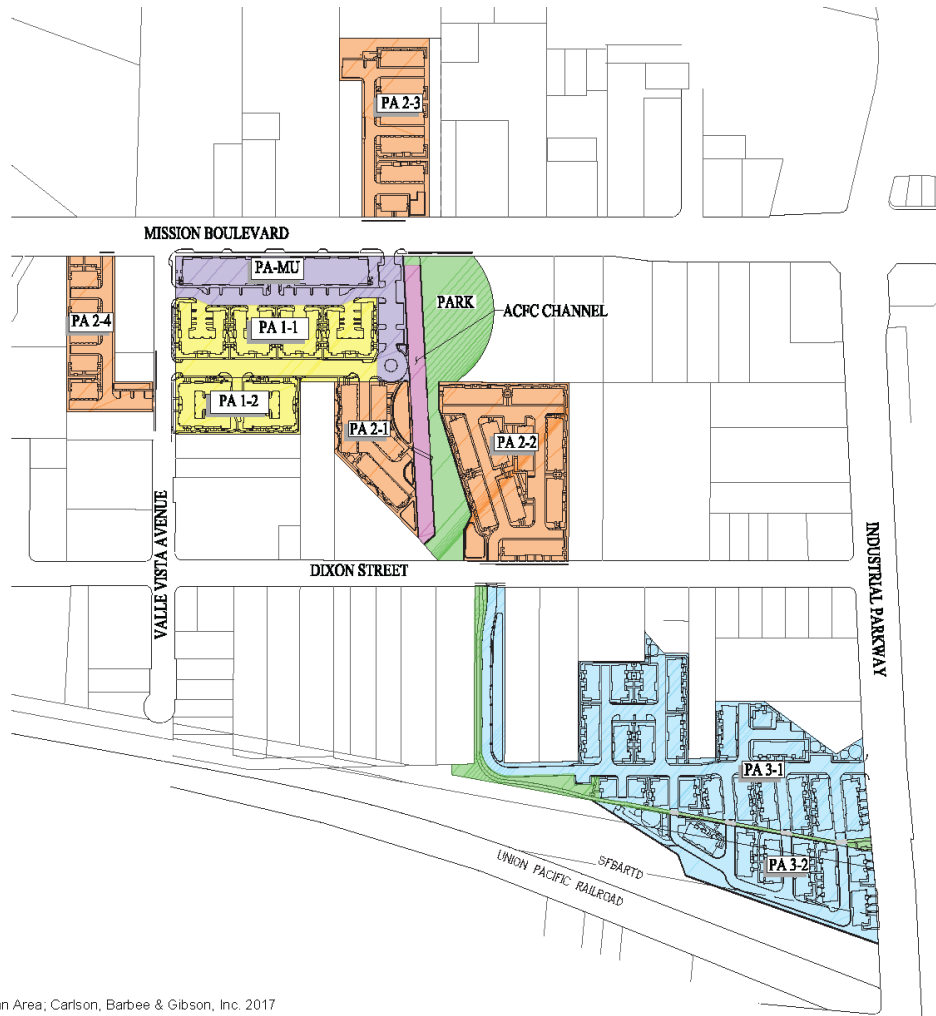 PA 2-3
MISSION BOULEVARD
PA-MU
PARK
ACFC CHANNEL
PA 2-4
PA 1-1
PA 1-2
PA 2-1
PA 2-2
VALLE VISTA AVENUE
DIXON STREET
INDUSTRIAL PARKWAY
PA 3-1
PA 3-2
SFBARTD
UNION PACIFIC RAILROAD
an Area; Carlson, Barbee & Gibson, Inc. 2017